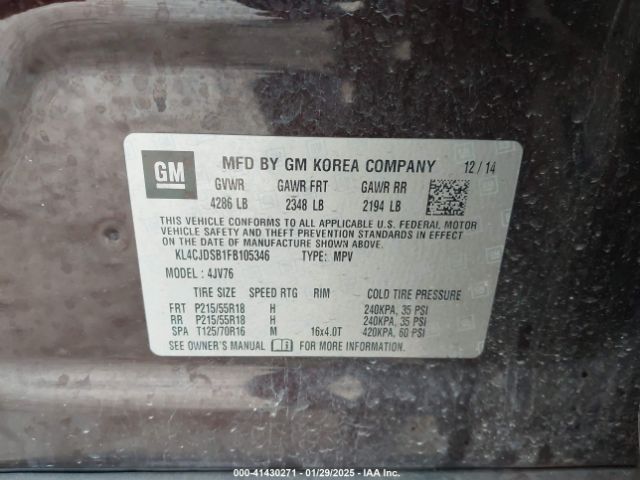 GM MFD BY GM KOREA COMPANY 12/14
GVWR GAWR FRT GAWR RR
4286 LB 2348 LB 2194 LB
THIS VEHICLE CONFORMS TO ALL APPLICABLE U.S. FEDERAL MOTOR
VEHICLE SAFETY AND THEFT PREVENTION STANDARDS IN EFFECT
ON THE DATE OF MANUFACTURE SHOWN ABOVE.
KL4CJDSB1FB105346 TYPE: MPV
MODEL: 4JV76
TIRE SIZE SPEED RTG RIM COLD TIRE PRESSURE
FRT P215/55R18 H 240KPA, 35 PSI
RR P215/55R18 H 240KPA, 35 PSI
SPA T125/70R16 M 16x4.0T 420KPA, 60 PSI
SEE OWNER'S MANUAL FOR MORE INFORMATION
000-41430271 - 01/29/2025 - IAA Inc.